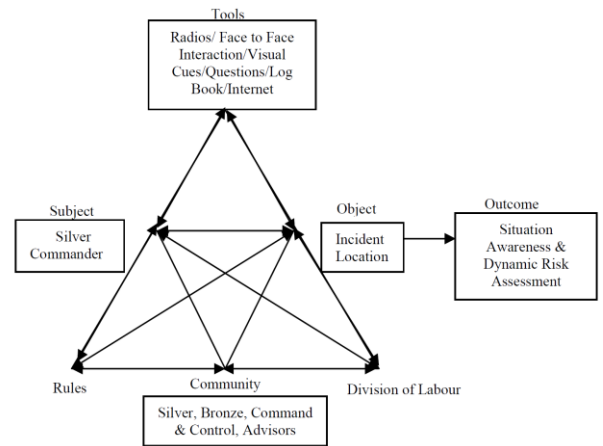 Tools
Radios/ Face to Face
Interaction/Visual
Cues/Questions/Log
Book/Internet
Subject
Silver
Commander
Object
Incident
Location
Outcome
Situation
Awareness &
Dynamic Risk
Assessment
Rules
Community
Division of Labour
Silver, Bronze, Command
& Control, Advisors